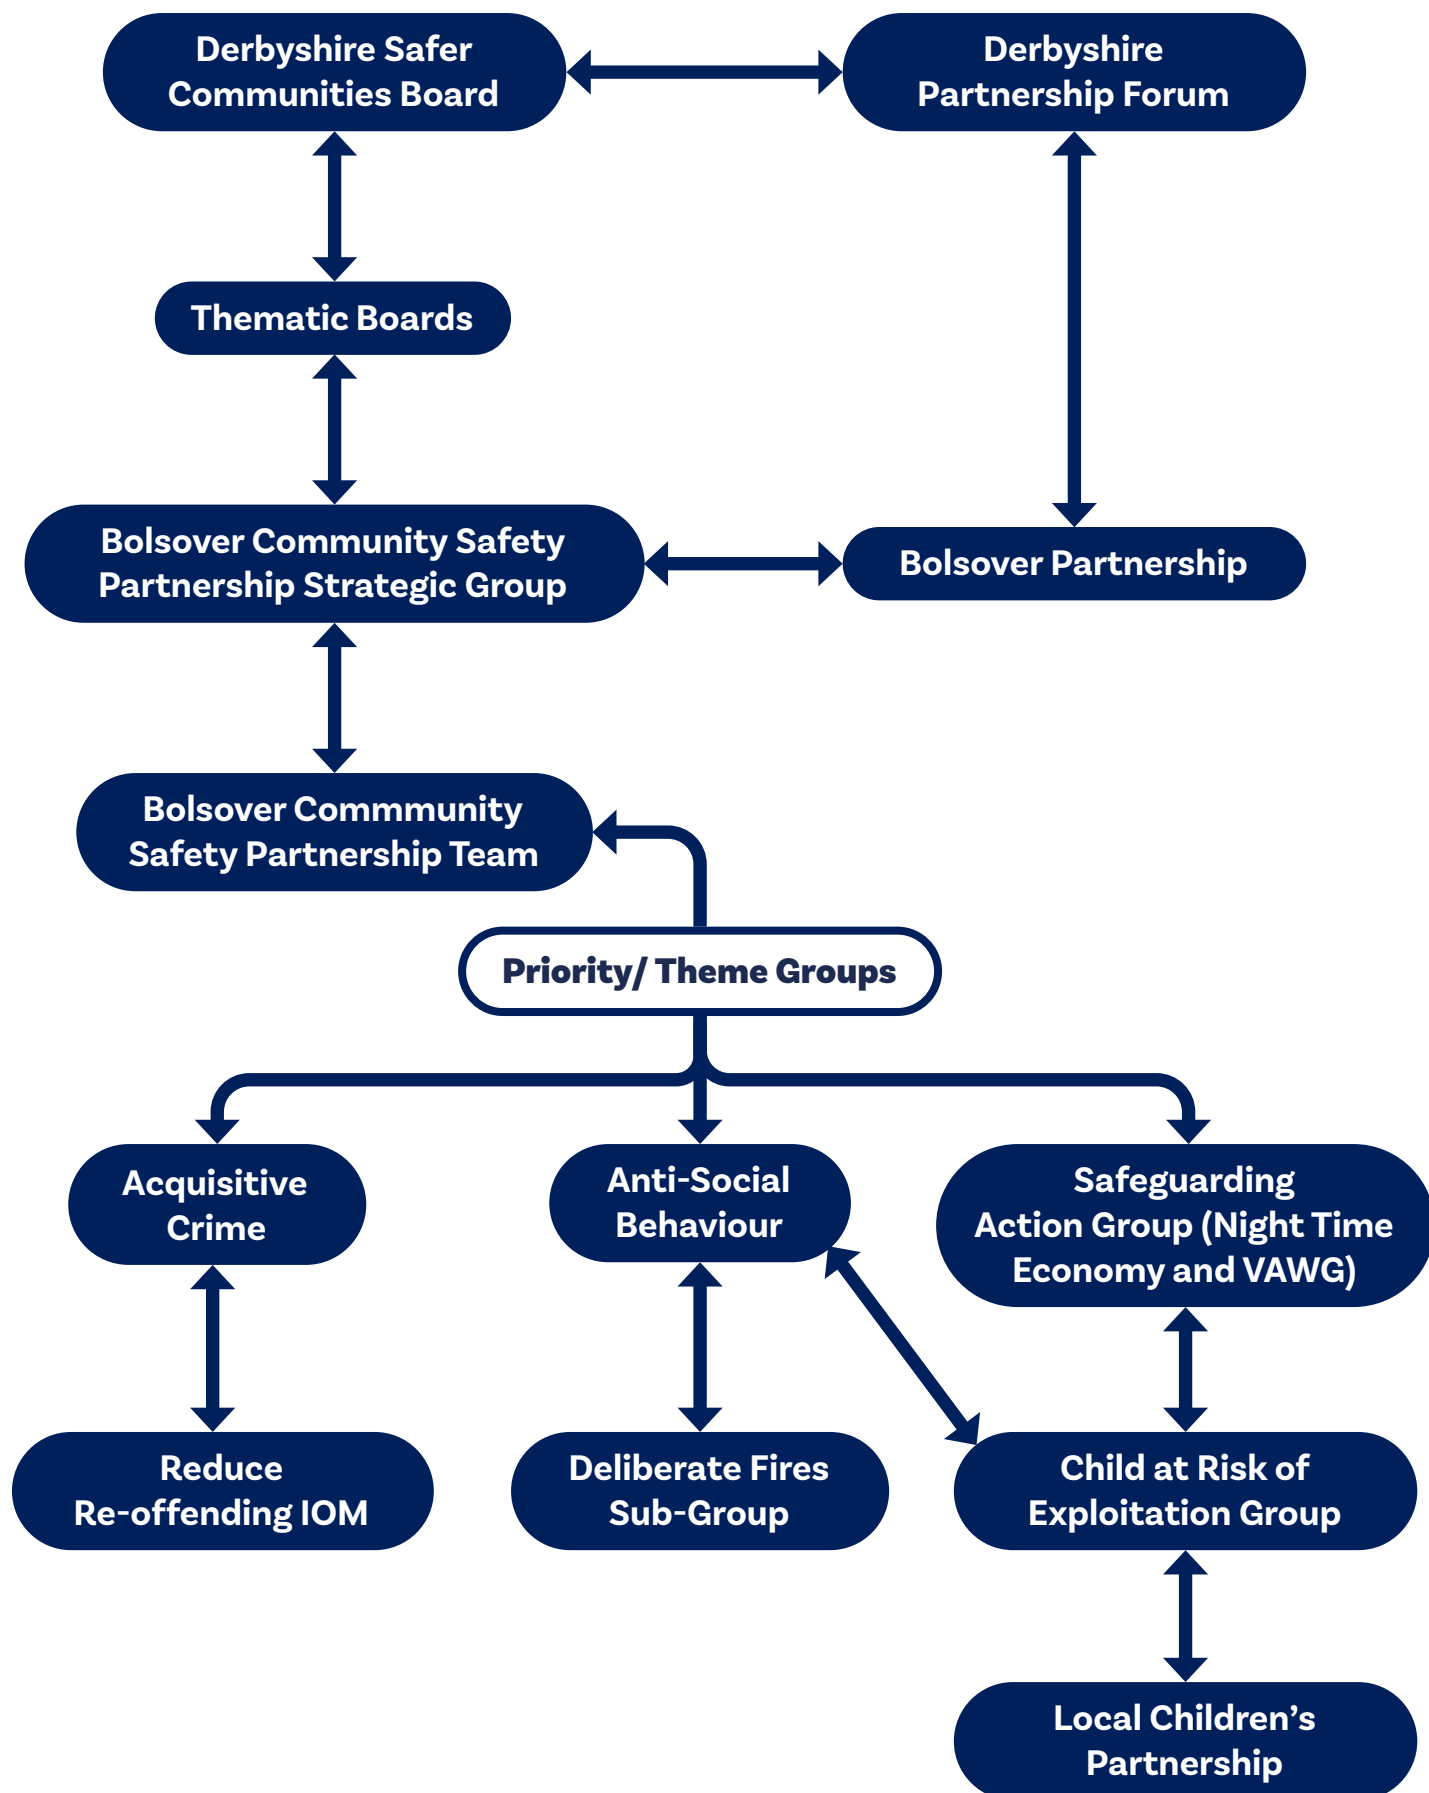 Derbyshire Safer
Communities Board
Derbyshire
Partnership Forum
Thematic Boards
Bolsover Community Safety
Partnership Strategic Group
Bolsover Partnership
Bolsover Commmunity
Safety Partnership Team
Priority/ Theme Groups
Acquisitive
Crime
Anti-Social
Behaviour
Safeguarding
Action Group (Night Time
Economy and VAWG)
Reduce
Re-offending IOM
Deliberate Fires
Sub-Group
Child at Risk of
Exploitation Group
Local Children’s
Partnership